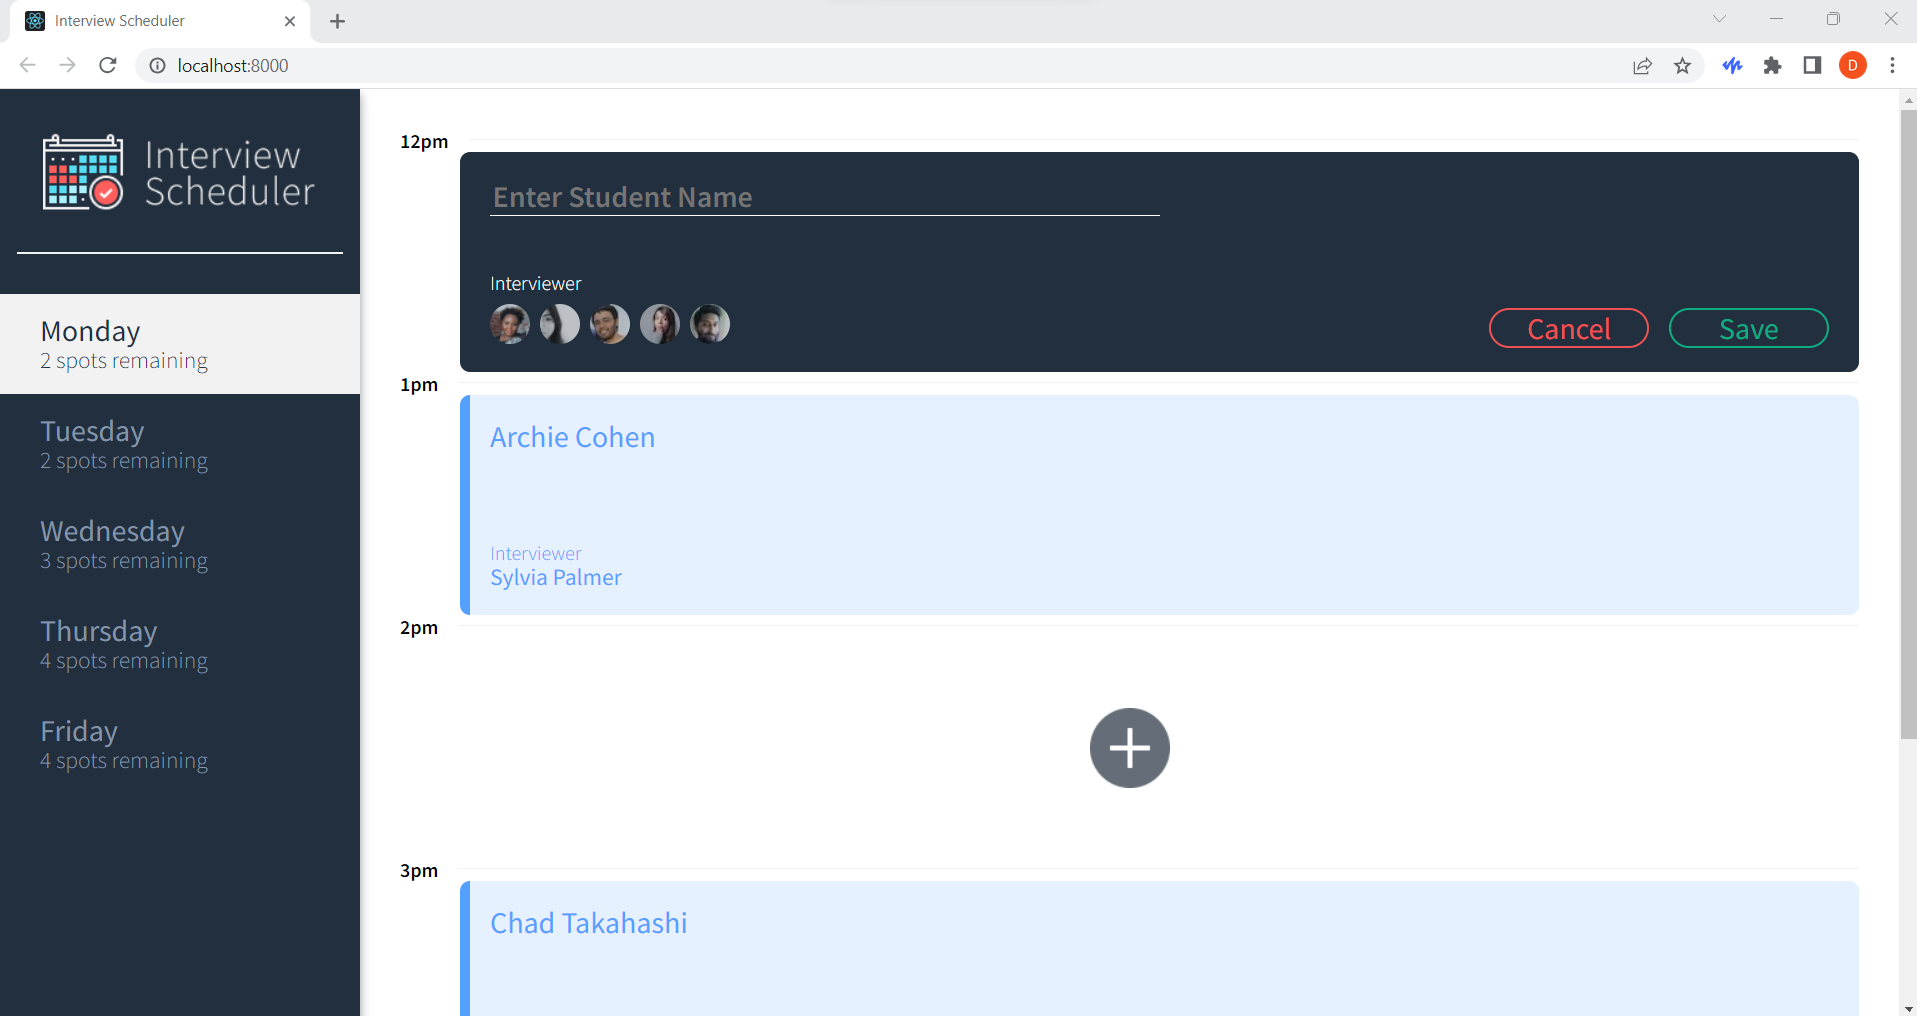 Interview Scheduler
localhost:8000
D
Interview
Scheduler
Monday
2 spots remaining
Tuesday
2 spots remaining
Wednesday
3 spots remaining
Thursday
4 spots remaining
Friday
4 spots remaining
12pm
Enter Student Name
Interviewer
Cancel
Save
1pm
Archie Cohen
Interviewer
Sylvia Palmer
2pm
3pm
Chad Takahashi